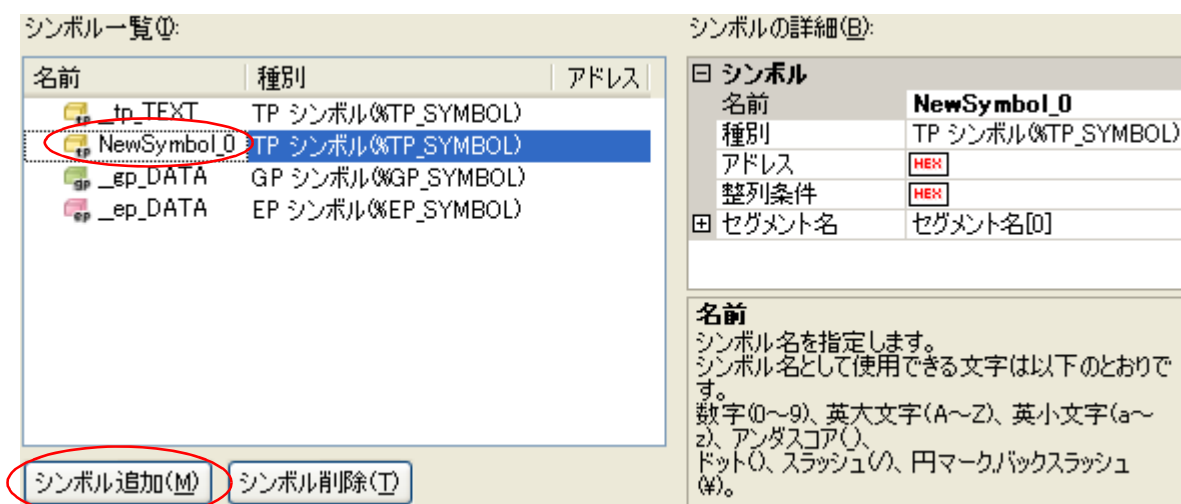 シンボル一覧(I):
名前 種別 アドレス
_tp_TEXT TP シンボル(%TP_SYMBOL)
NewSymbol_0 TP シンボル(%TP_SYMBOL)
_gp_DATA GP シンボル(%GP_SYMBOL)
_ep_DATA EP シンボル(%EP_SYMBOL)
シンボル追加(M) シンボル削除(T)
シンボルの詳細(B):
シンボル
名前 NewSymbol_0
種別 TP シンボル(%TP_SYMBOL)
アドレス HEX
整列条件 HEX
セグメント名 セグメント名[0]
名前
シンボル名を指定します。
シンボル名として使用できる文字は以下のとおりで
す。
数字(0～9)、英大文字(A～Z)、英小文字(a～
z)、アンダスコア(_)、
ドット(.)、スラッシュ(/)、円マーク,バックスラッシュ
(¥)。